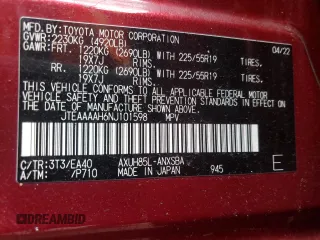 MFD.BY:TOYOTA MOTOR CORPORATION 04/22
GVWR:2230KG (4920LB)
GAWR:FRT. 1220KG (2690LB) WITH 225/55R19 TIRES.
19X7J RIMS.
RR. 1220KG (2690LB) WITH 225/55R19 TIRES.
19X7J RIMS.
THIS VEHICLE CONFORMS TO ALL APPLICABLE FEDERAL MOTOR VEHICLE SAFETY, BUMPER AND THEFT PREVENTION STANDARDS IN EFFECT ON THE DATE OF MANUFACTURE SHOWN ABOVE.
JTEAAAAH6NJ101598 MPV
C/TR:3T3/EA40 AXUH85L-ANXSBA
A/TM: /P710 MADE IN JAPAN 945 E